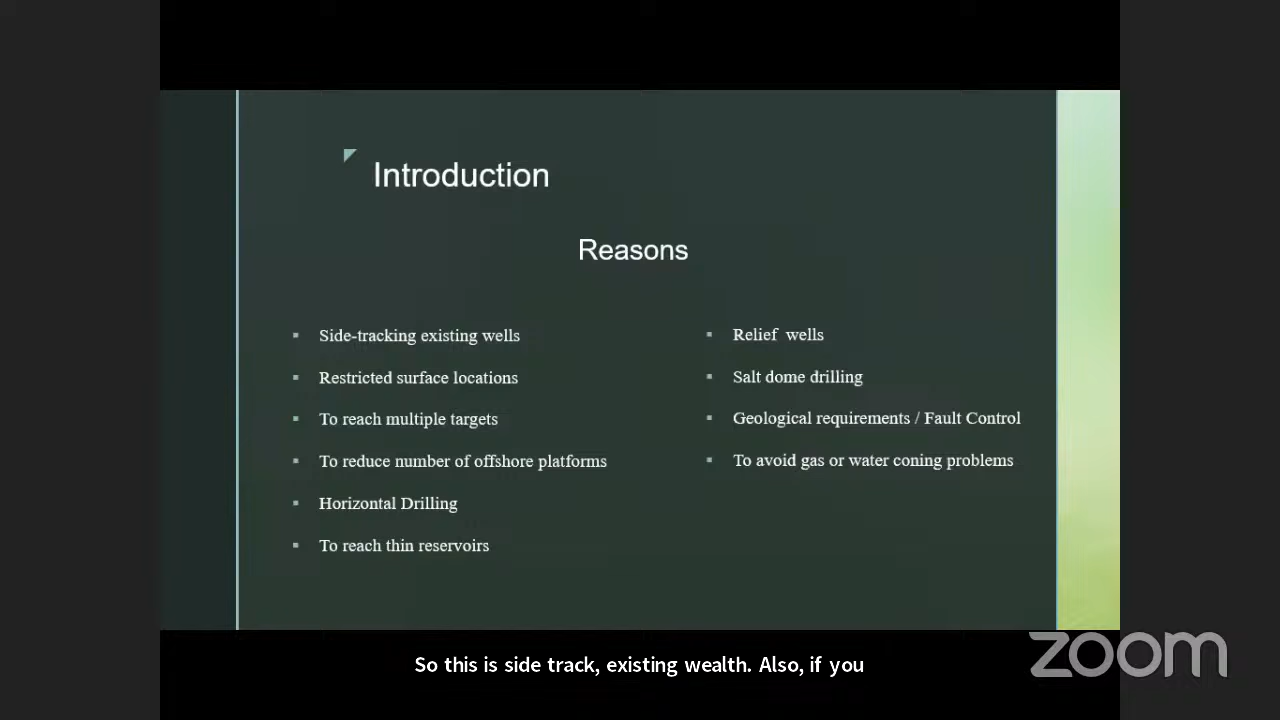 Introduction
Reasons
Side-tracking existing wells
Restricted surface locations
To reach multiple targets
To reduce number of offshore platforms
Horizontal Drilling
To reach thin reservoirs
Relief wells
Salt dome drilling
Geological requirements / Fault Control
To avoid gas or water coning problems
So this is side track, existing wealth. Also, if you
zoom